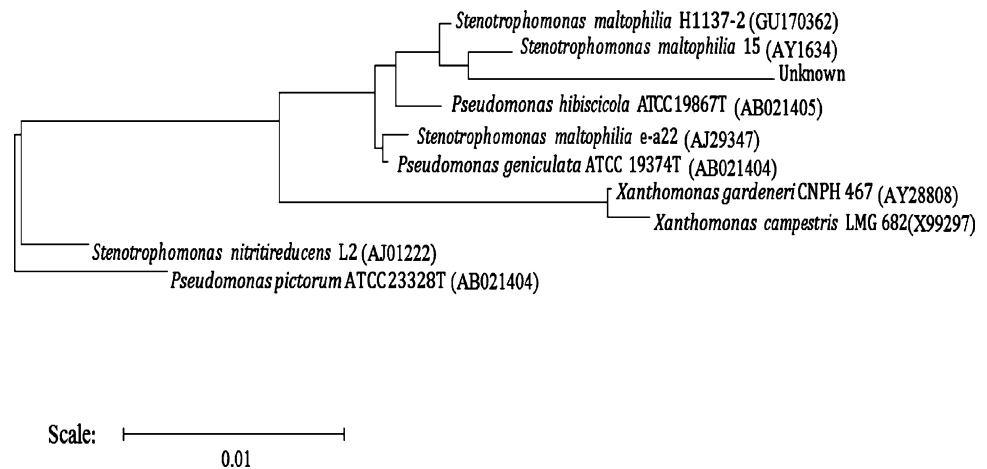 Stenotrophomonas maltophilia H1137-2 (GU170362)
Stenotrophomonas maltophilia 15 (AY1634)
Unknown
Pseudomonas hibiscicola ATCC 19867T (AB021405)
Stenotrophomonas maltophilia e-a22 (AJ29347)
Pseudomonas geniculata ATCC 19374T (AB021404)
Xanthomonas gardeneri CNPH 467 (AY28808)
Xanthomonas campestris LMG 682(X99297)
Stenotrophomonas nitritireducens L2 (AJ01222)
Pseudomonas pictorum ATCC23328T (AB021404)
Scale:
0.01